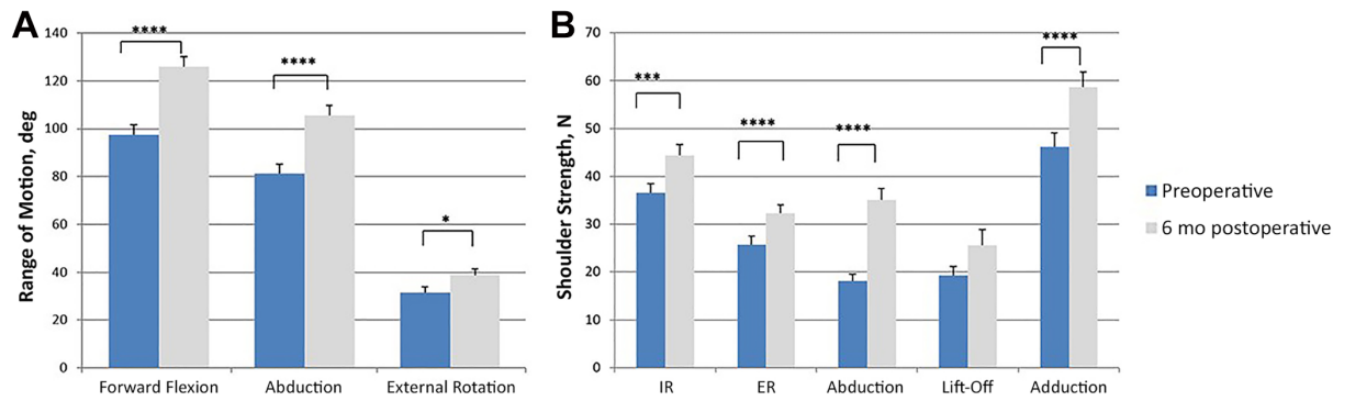 A
Range of Motion, deg
140
120
100
80
60
40
20
0
****
****
*
Forward Flexion
Abduction
External Rotation
B
Shoulder Strength, N
70
60
50
40
30
20
10
0
***
****
****
****
IR
ER
Abduction
Lift-Off
Adduction
Preoperative
6 mo postoperative